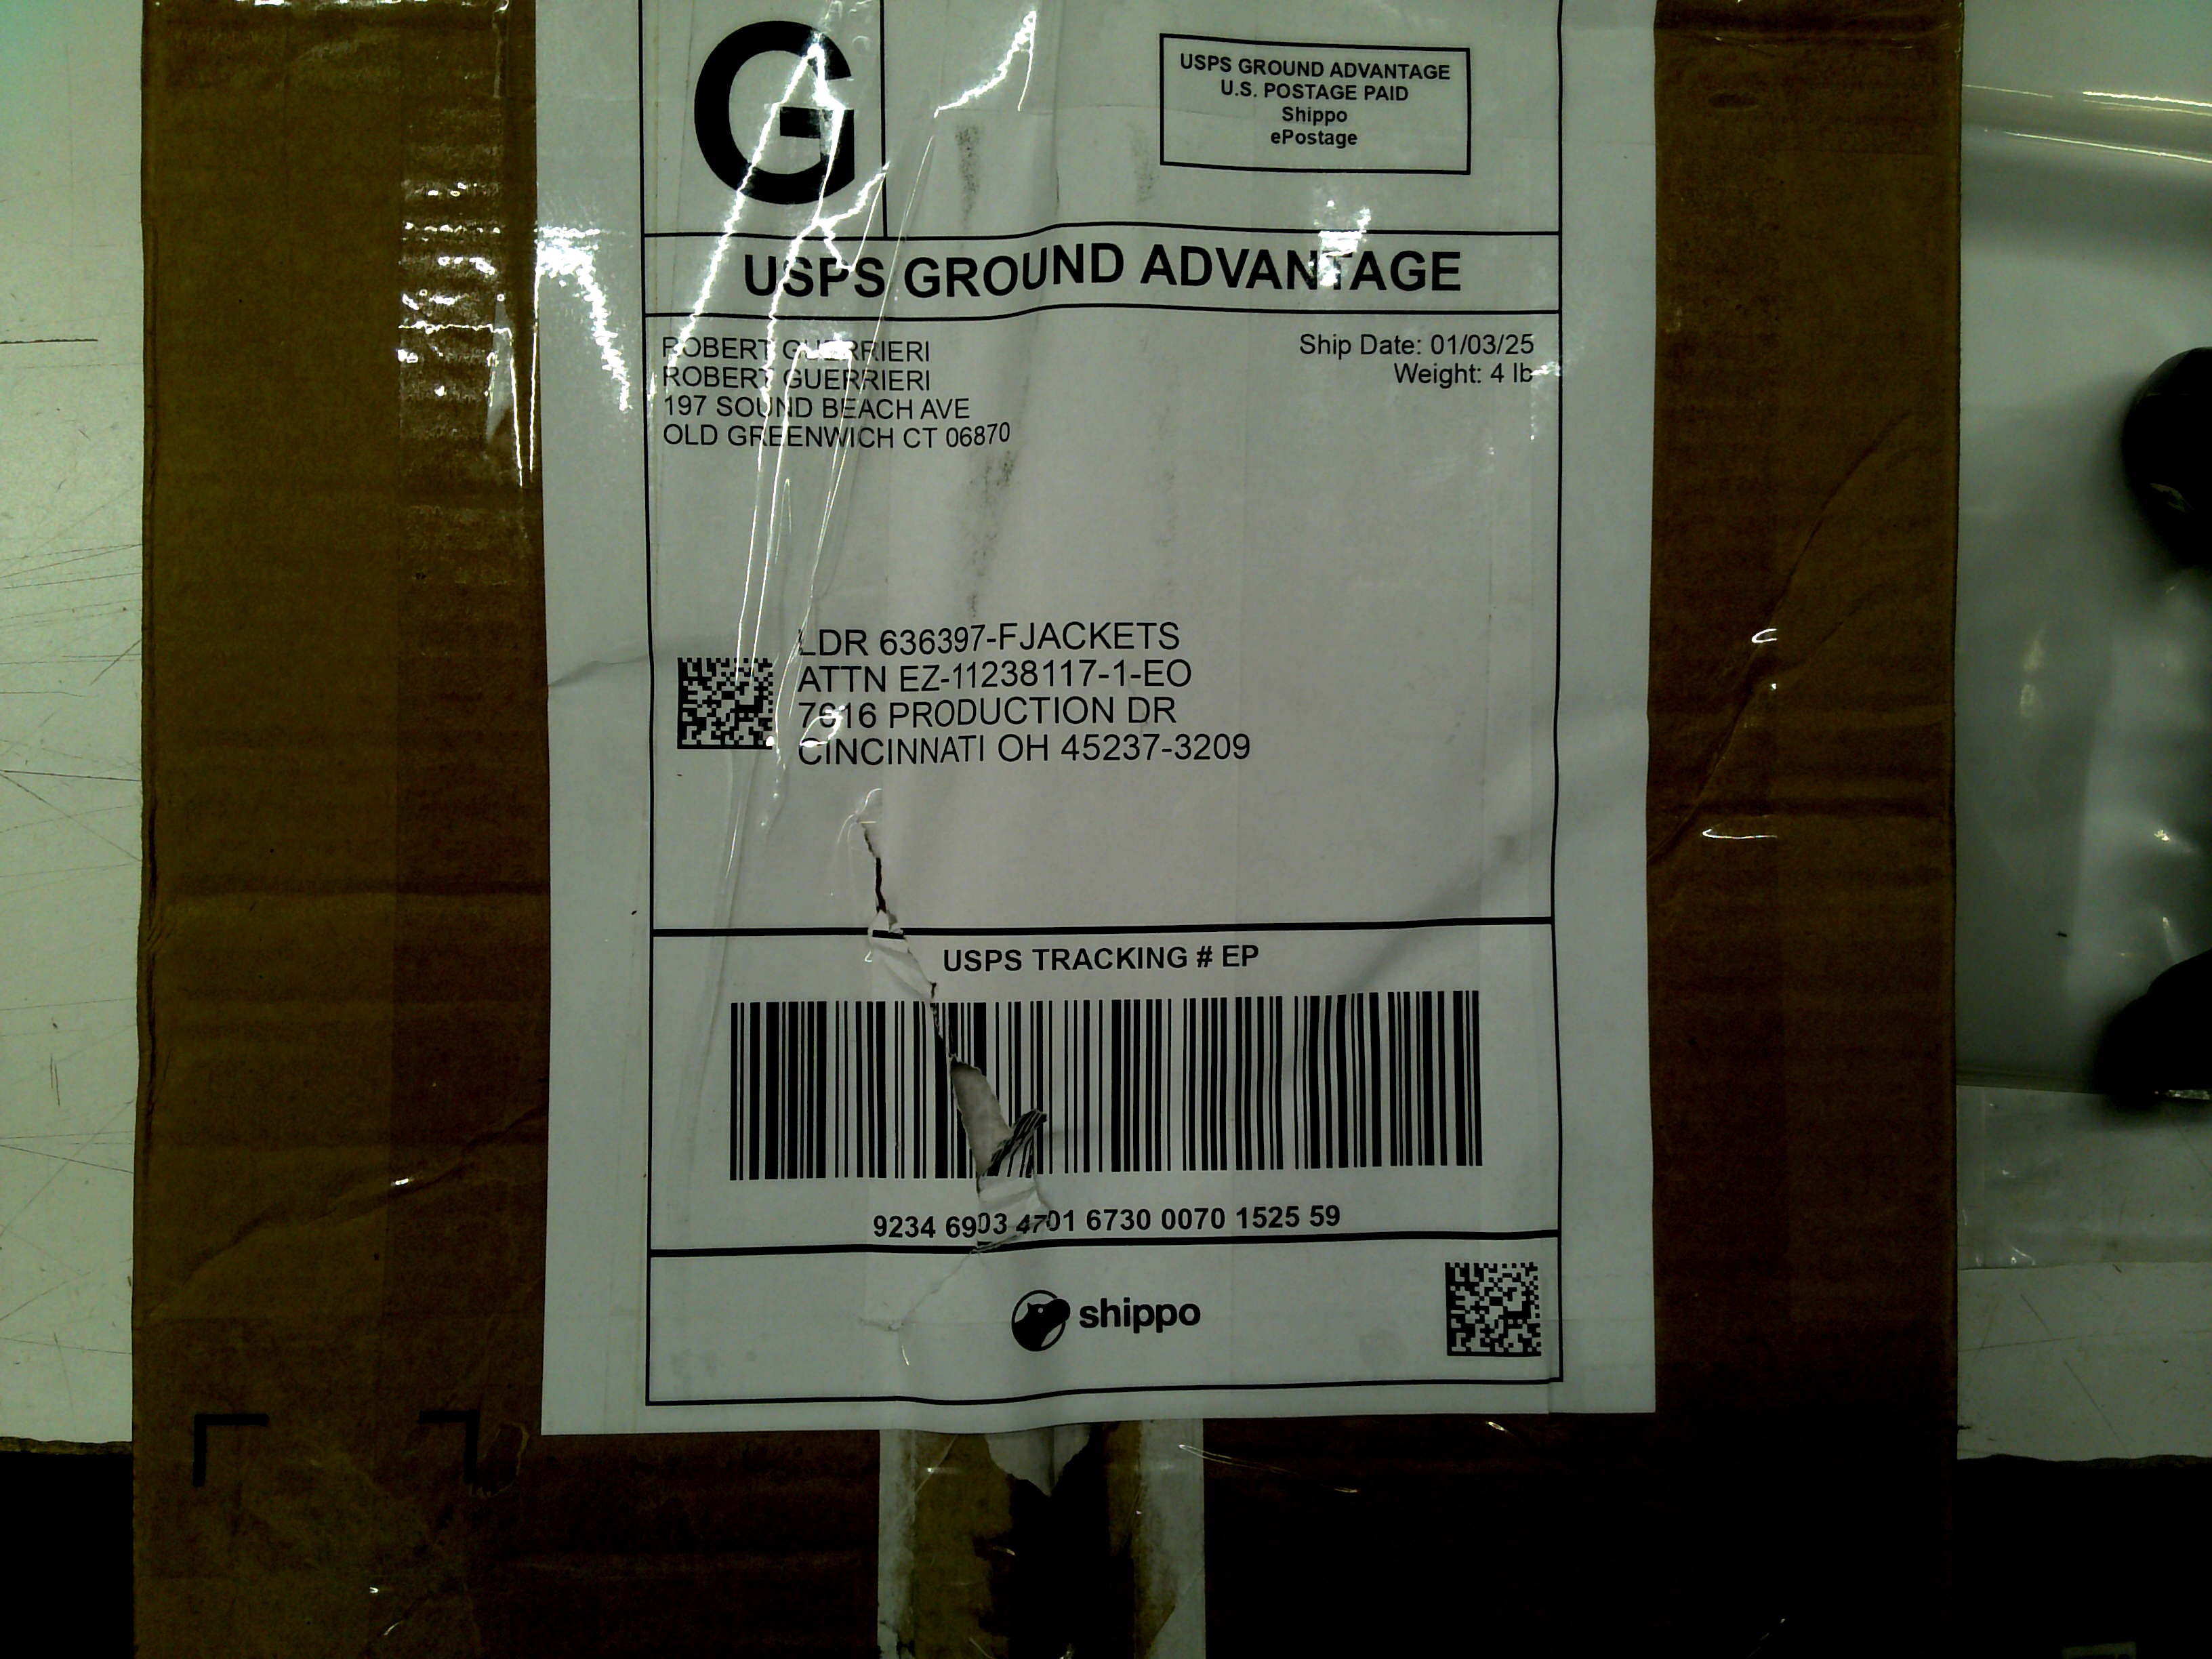 G
USPS GROUND ADVANTAGE
U.S. POSTAGE PAID
Shippo
ePostage
USPS GROUND ADVANTAGE
ROBERT GUERRIERI
ROBERT GUERRIERI
197 SOUND BEACH AVE
OLD GREENWICH CT 06870
Ship Date: 01/03/25
Weight: 4 lb
LDR 636397-FJACKETS
ATTN EZ-11238117-1-EO
7616 PRODUCTION DR
CINCINNATI OH 45237-3209
USPS TRACKING # EP
9234 6903 4701 6730 0070 1525 59
shippo